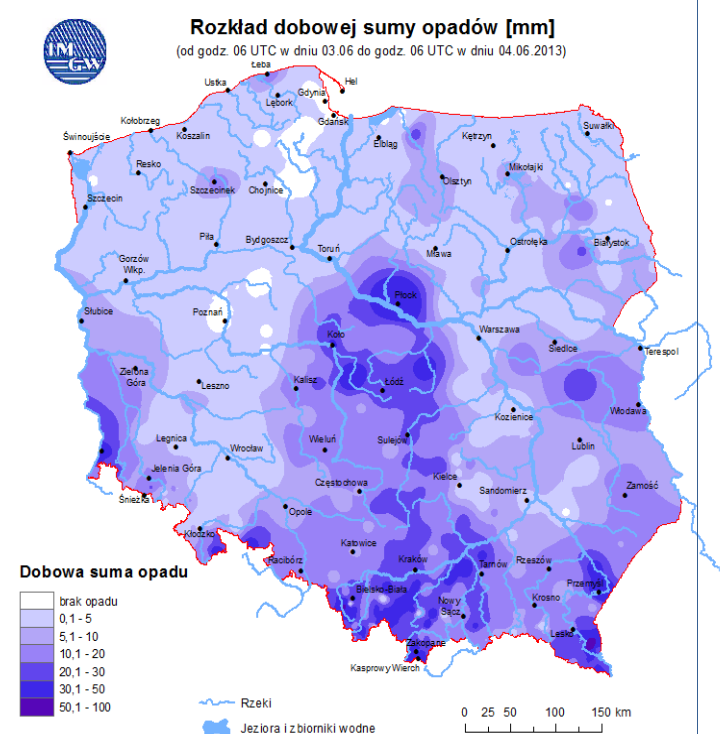 Rozkład dobowej sumy opadów [mm]
(od godz. 06 UTC w dniu 03.06 do godz. 06 UTC w dniu 04.06.2013)
IM
GW
Łeba
Ustka
Hel
Gdynia
Lębork
Gdańsk
Kołobrzeg
Koszalin
Suwałki
Świnoujście
Elbląg
Kętrzyn
Resko
Mikołajki
Szczecinek
Chojnice
Olsztyn
Szczecin
Piła
Bydgoszcz
Toruń
Mława
Ostrołęka
Białystok
Gorzów
Wlkp.
Płock
Słubice
Poznań
Koło
Warszawa
Siedlce
Terespol
Zielona
Góra
Leszno
Kalisz
Łódź
Kozienice
Włodawa
Legnica
Wrocław
Wieluń
Sulejów
Lublin
Jelenia Góra
Śnieżka
Częstochowa
Kielce
Sandomierz
Zamość
Opole
Kłodzko
Katowice
Racibórz
Kraków
Tarnów
Rzeszów
Przemyśl
Bielsko-Biała
Nowy
Sącz
Krosno
Lesko
Zakopane
Kasprowy Wierch
Dobowa suma opadu
brak opadu
0,1 - 5
5,1 - 10
10,1 - 20
20,1 - 30
30,1 - 50
50,1 - 100
Rzeki
Jeziora i zbiorniki wodne
0 25 50 100 150 km